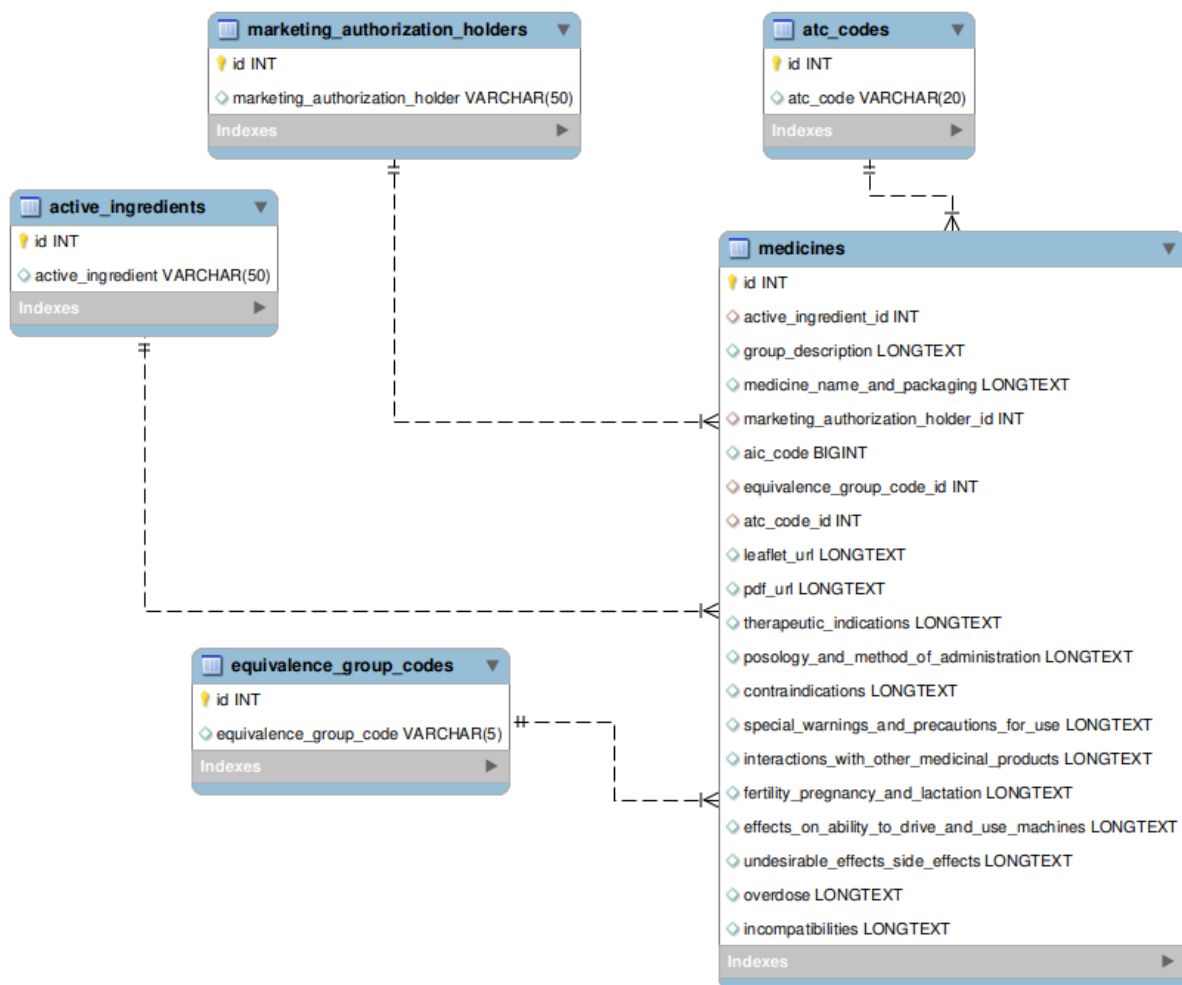 marketing_authorization_holders
id INT
marketing_authorization_holder VARCHAR(50)
Indexes
atc_codes
id INT
atc_code VARCHAR(20)
Indexes
active_ingredients
id INT
active_ingredient VARCHAR(50)
Indexes
medicines
id INT
active_ingredient_id INT
group_description LONGTEXT
medicine_name_and_packaging LONGTEXT
marketing_authorization_holder_id INT
aic_code BIGINT
equivalence_group_code_id INT
atc_code_id INT
leaflet_url LONGTEXT
pdf_url LONGTEXT
therapeutic_indications LONGTEXT
posology_and_method_of_administration LONGTEXT
contraindications LONGTEXT
special_warnings_and_precautions_for_use LONGTEXT
interactions_with_other_medicinal_products LONGTEXT
fertility_pregnancy_and_lactation LONGTEXT
effects_on_ability_to_drive_and_use_machines LONGTEXT
undesirable_effects_side_effects LONGTEXT
overdose LONGTEXT
incompatibilities LONGTEXT
Indexes
equivalence_group_codes
id INT
equivalence_group_code VARCHAR(5)
Indexes